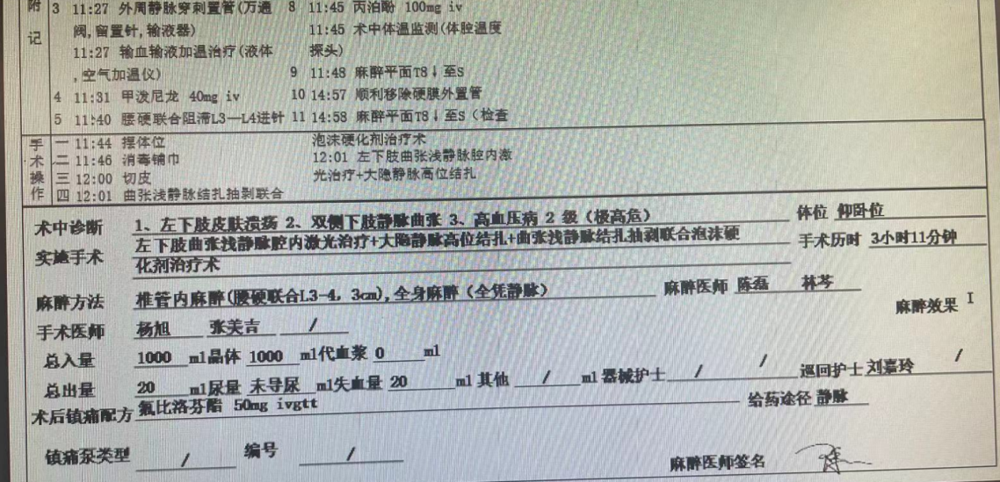 附记
3 11:27 外周静脉穿刺置管(万通
阀,留置针,输液器)
11:27 输血输液加温治疗(液体
,空气加温仪)
4 11:31 甲泼尼龙 40mg iv
5 11:40 腰硬联合阻滞L3—L4进针
8 11:45 丙泊酚 100mg iv
11:45 术中体温监测(体腔温度
探头)
9 11:48 麻醉平面T8↓至S
10 14:57 顺利移除硬膜外置管
11 14:58 麻醉平面T8↓至S（检查
手术操作
一 11:44 摆体位
二 11:46 消毒铺巾
三 12:00 切皮
四 12:01 曲张浅静脉结扎抽剥联合
泡沫硬化剂治疗术
12:01 左下肢曲张浅静脉腔内激
光治疗+大隐静脉高位结扎
术中诊断 1、左下肢皮肤溃疡 2、双侧下肢静脉曲张 3、高血压病 2 级（极高危） 体位 仰卧位
实施手术 左下肢曲张浅静脉腔内激光治疗+大隐静脉高位结扎+曲张浅静脉结扎抽剥联合泡沫硬 手术历时 3小时11分钟
化剂治疗术
麻醉方法 椎管内麻醉(腰硬联合L3-4, 3cm),全身麻醉（全凭静脉） 麻醉医师 陈磊 林芩
麻醉效果
手术医师 杨旭 张美吉 /
总入量 1000 ml晶体 1000 ml代血浆 0 ml
总出量 20 ml尿量 未导尿 ml失血量 20 ml 其他 / ml 器械护士 / / 巡回护士 刘嘉玲 /
术后镇痛配方 氟比洛芬酯 50mg ivgtt 给药途径 静脉
镇痛泵类型 / 编号 /
麻醉医师签名